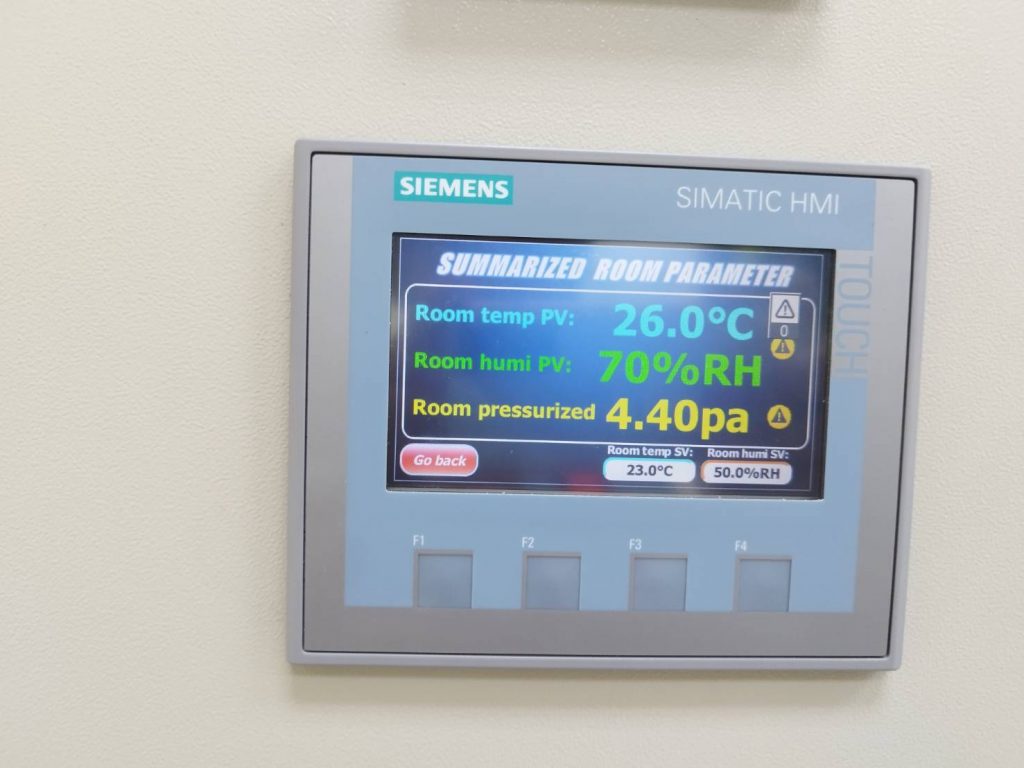 SIEMENS
SIMATIC HMI
TOUCH
SUMMARIZED ROOM PARAMETER
Room temp PV: 26.0°C
0
Room humi PV: 70%RH
Room pressurized 4.40pa
Go back
Room temp SV: Room humi SV:
23.0°C 50.0%RH
F1 F2 F3 F4